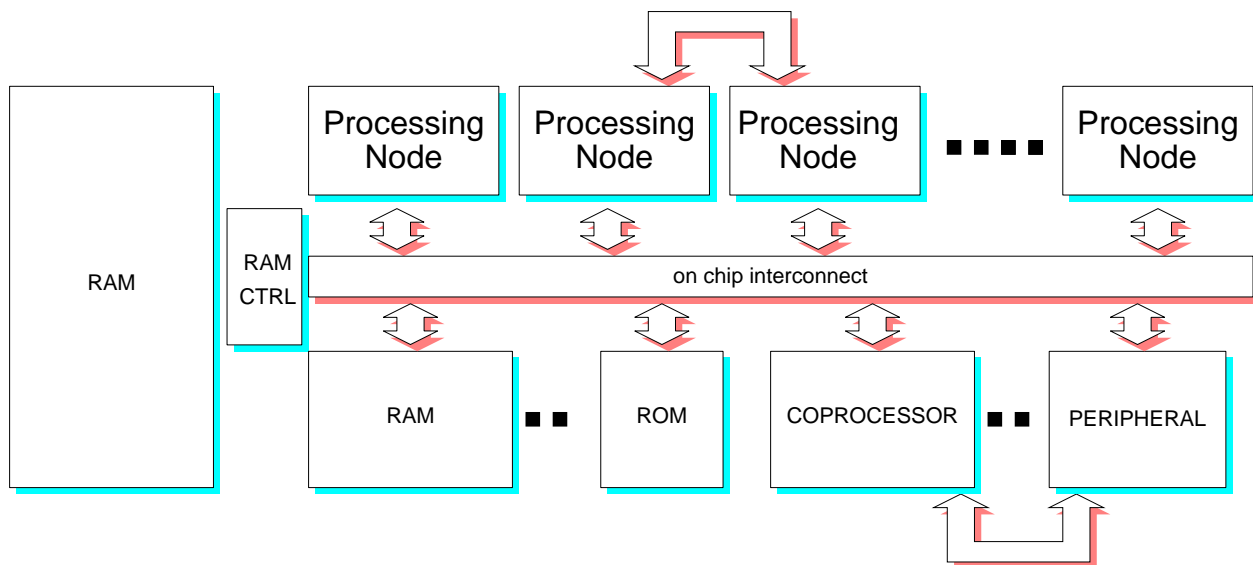 Processing
Node
Processing
Node
Processing
Node
Processing
Node
RAM
RAM
CTRL
on chip interconnect
RAM
ROM
COPROCESSOR
PERIPHERAL